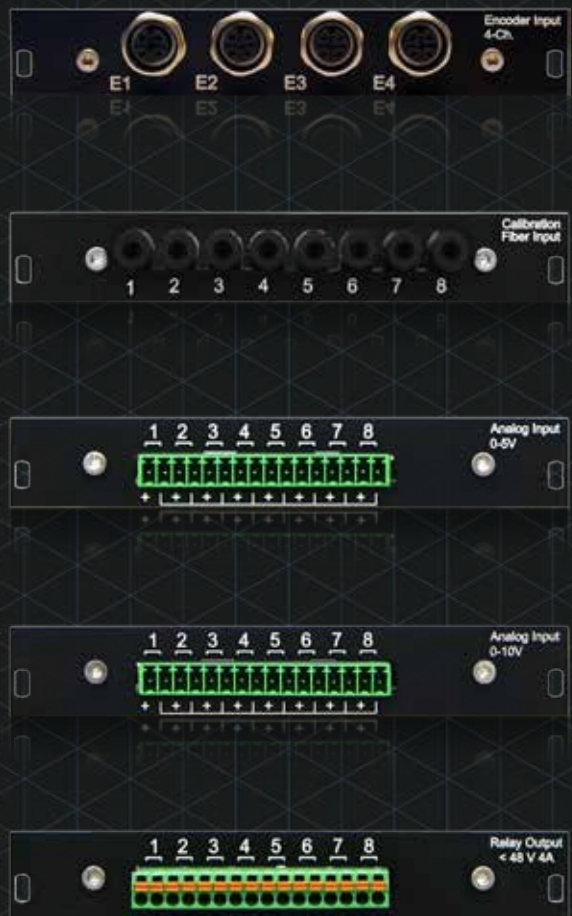 Encoder Input
4-Ch.
E1 E2 E3 E4
Calibration
Fiber Input
1 2 3 4 5 6 7 8
Analog Input
0-5V
1 2 3 4 5 6 7 8
+ + + + + + + +
Analog Input
0-10V
1 2 3 4 5 6 7 8
+ + + + + + + +
Relay Output
< 48 V 4A
1 2 3 4 5 6 7 8